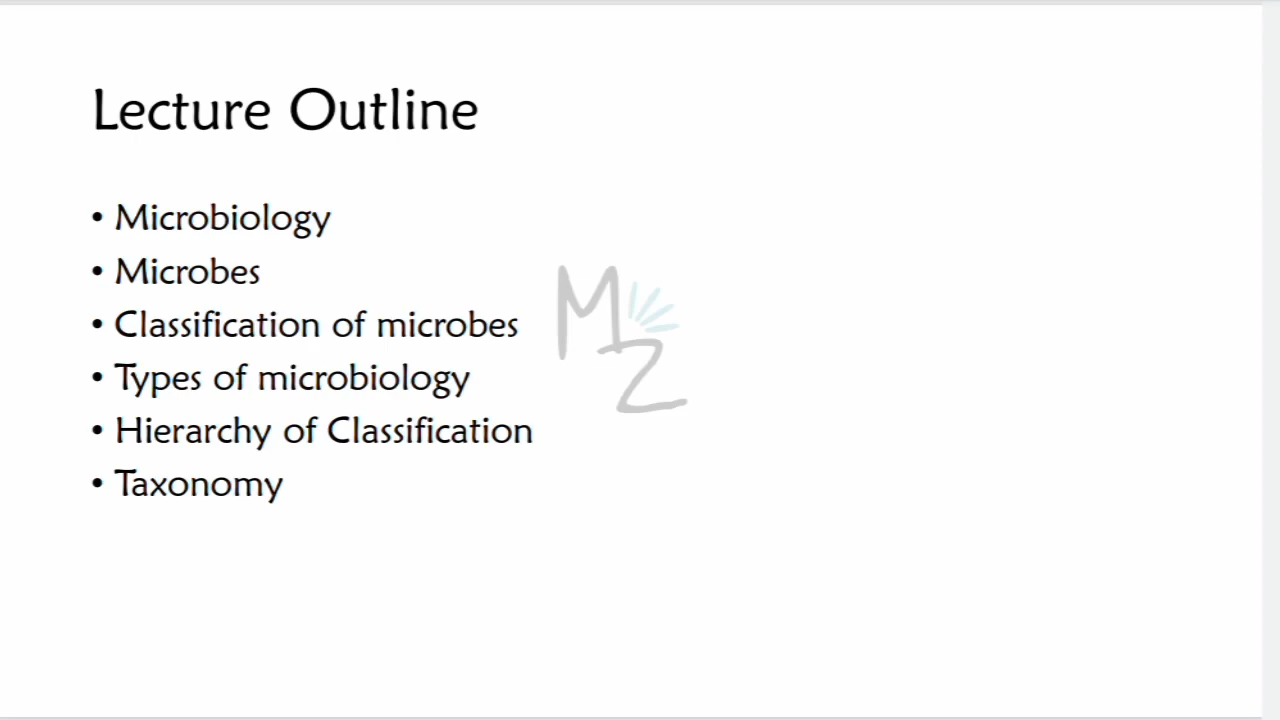 Lecture Outline
• Microbiology
• Microbes
• Classification of microbes
• Types of microbiology
• Hierarchy of Classification
• Taxonomy
M
Z